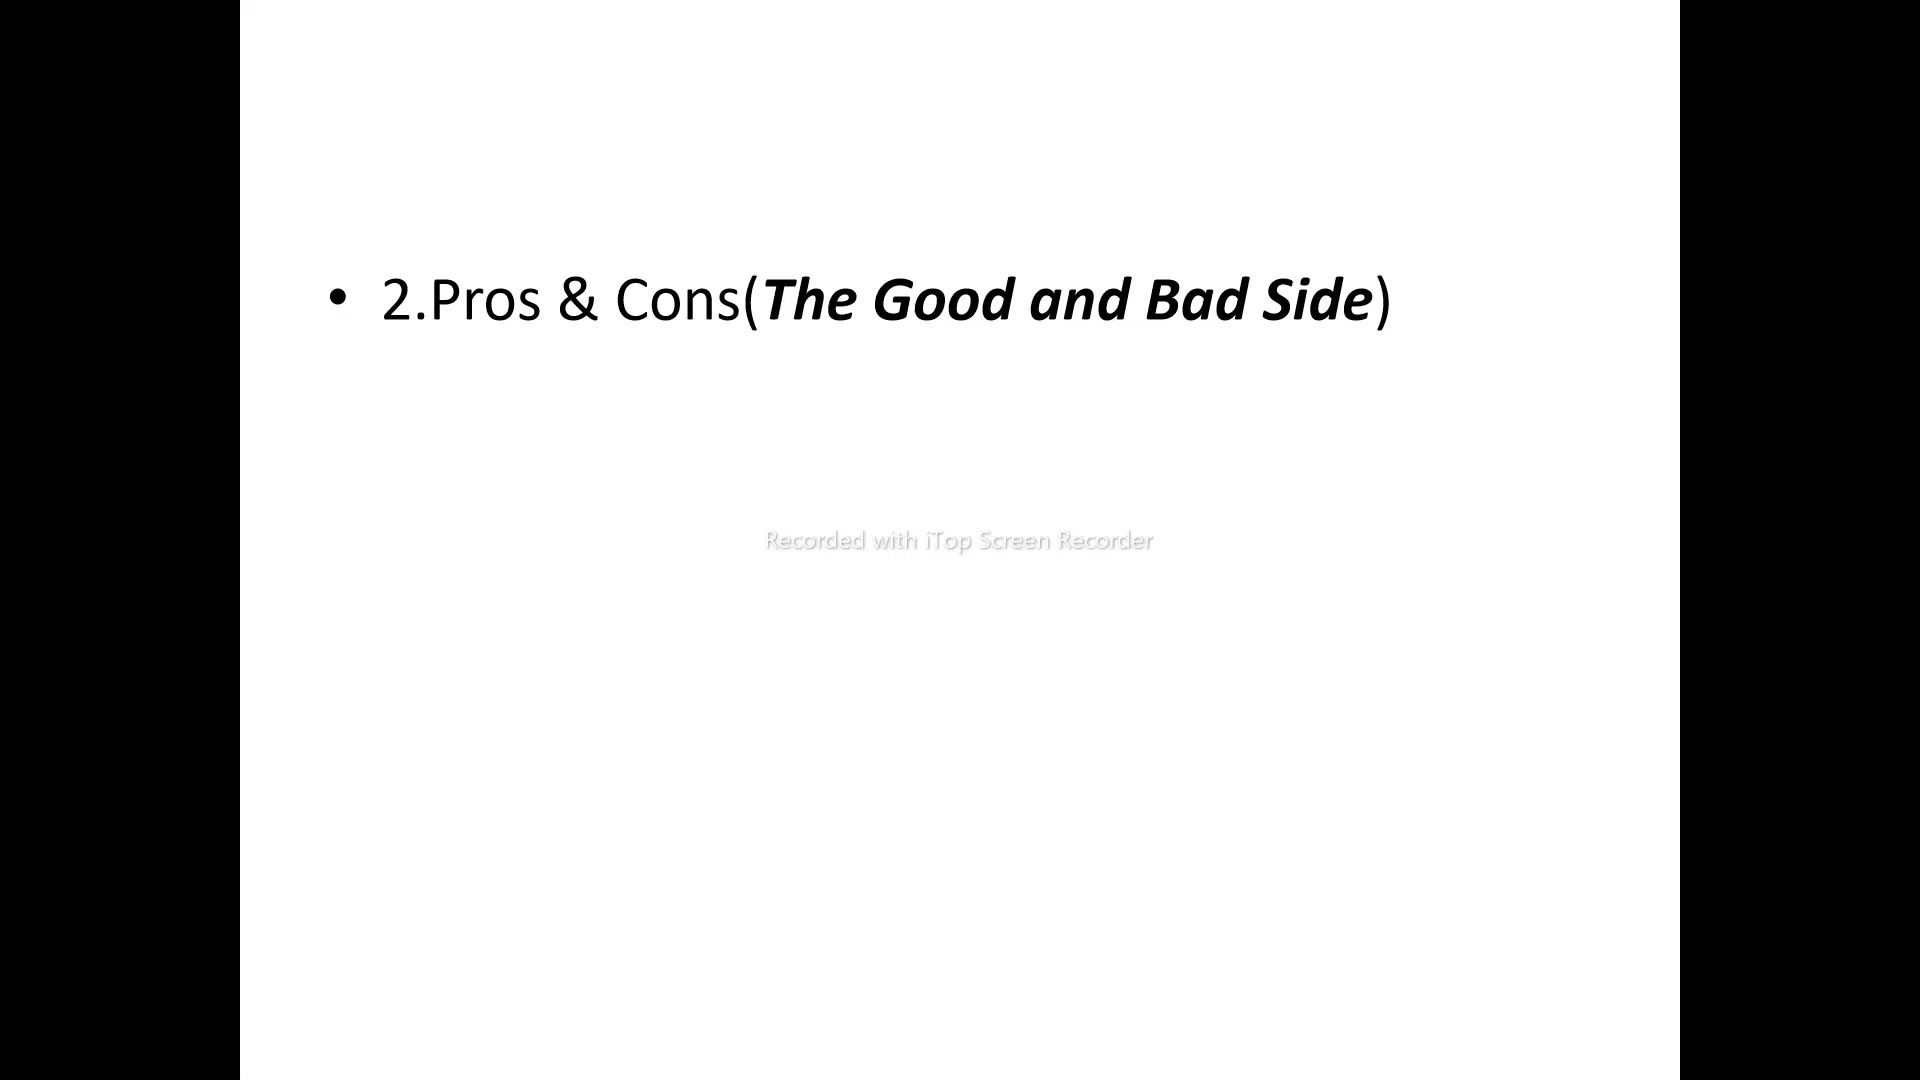 • 2.Pros & Cons(The Good and Bad Side)
Recorded with iTop Screen Recorder